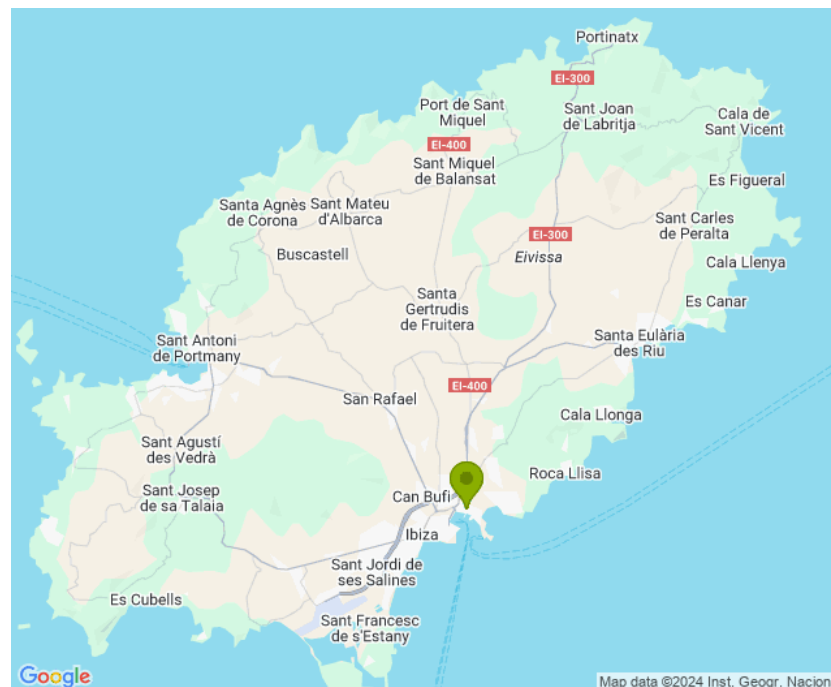 Portinatx
EI-300
Port de Sant
Miquel
Sant Joan
de Labritja
Cala de
Sant Vicent
EI-400
Sant Miquel
de Balansat
Es Figueral
Santa Agnès
de Corona
Sant Mateu
d'Albarca
Sant Carles
de Peralta
EI-300
Buscastell
Eivissa
Cala Llenya
Santa
Gertrudis
de Fruitera
Es Canar
Sant Antoni
de Portmany
Santa Eulària
des Riu
EI-400
San Rafael
Cala Llonga
Sant Agustí
des Vedrà
Roca Llisa
Sant Josep
de sa Talaia
Can Bufí
Ibiza
Sant Jordi de
ses Salines
Es Cubells
Sant Francesc
de s'Estany
Google
Map data ©2024 Inst. Geogr. Nacion